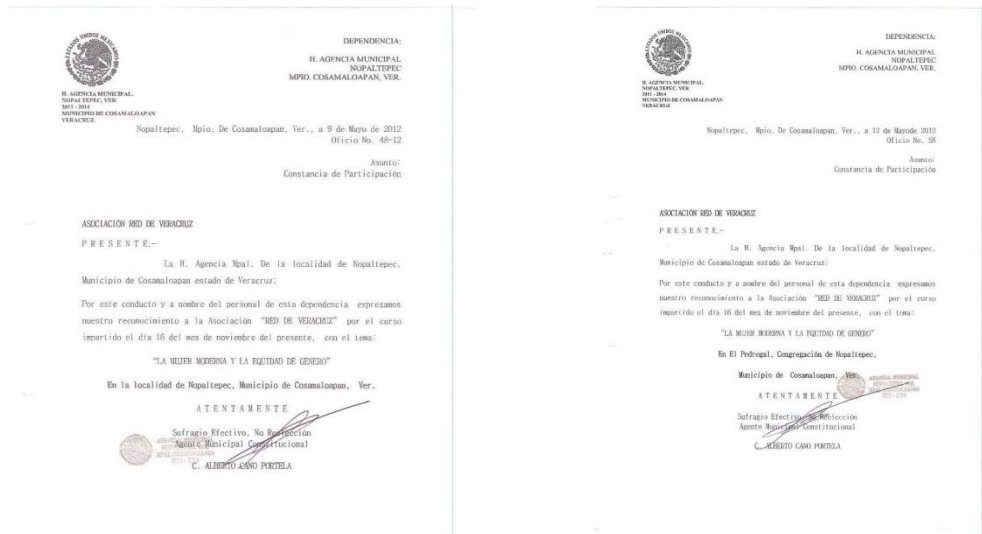 ESTADOS UNIDOS MEXICANOS
DEPENDENCIA:
H. AGENCIA MUNICIPAL
NOPALTEPEC
MPIO. COSAMALOAPAN, VER.
H. AGENCIA MUNICIPAL.
NOPALTEPEC, VER
2011 - 2014
MUNICIPIO DE COSAMALOAPAN
VERACRUZ
Nopaltepec, Mpio. De Cosamaloapan, Ver., a 9 de Mayo de 2012
Oficio No. 48-12
Asunto:
Constancia de Participación
ASOCIACIÓN RED DE VERACRUZ
P R E S E N T E.-
La H. Agencia Mpal. De la localidad de Nopaltepec,
Municipio de Cosamaloapan estado de Veracruz;
Por este conducto y a nombre del personal de esta dependencia expresamos
nuestro reconocimiento a la Asociación "RED DE VERACRUZ" por el curso
impartido el día 16 del mes de noviembre del presente, con el tema:
"LA MUJER MODERNA Y LA EQUIDAD DE GENERO"
En la localidad de Nopaltepec, Municipio de Cosamaloapan, Ver.
A T E N T A M E N T E
Sufragio Efectivo, No Reelección
Agente Municipal Constitucional
C. ALBERTO CANO PORTELA
ESTADOS UNIDOS MEXICANOS
DEPENDENCIA:
H. AGENCIA MUNICIPAL
NOPALTEPEC
MPIO. COSAMALOAPAN, VER.
H. AGENCIA MUNICIPAL.
NOPALTEPEC, VER
2011 - 2014
MUNICIPIO DE COSAMALOAPAN
VERACRUZ
Nopaltepec, Mpio. De Cosamaloapan, Ver., a 12 de Mayode 2012
Oficio No. SN
Asunto:
Constancia de Participación
ASOCIACIÓN RED DE VERACRUZ
P R E S E N T E.-
La H. Agencia Mpal. De la localidad de Nopaltepec,
Municipio de Cosamaloapan estado de Veracruz;
Por este conducto y a nombre del personal de esta dependencia expresamos
nuestro reconocimiento a la Asociación "RED DE VERACRUZ" por el curso
impartido el día 16 del mes de noviembre del presente, con el tema:
"LA MUJER MODERNA Y LA EQUIDAD DE GENERO"
En El Pedregal, Congregación de Nopaltepec,
Municipio de Cosamaloapan, Ver.
AGENCIA MUNICIPAL
2011 - 2014
A T E N T A M E N T E
Sufragio Efectivo, No Reelección
Agente Municipal Constitucional
C. ALBERTO CANO PORTELA